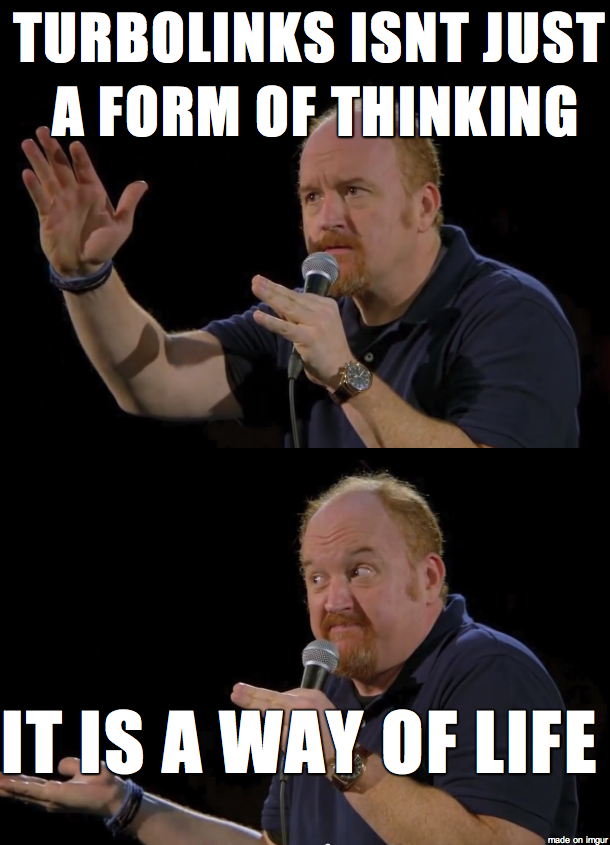 TURBOLINKS ISNT JUST
A FORM OF THINKING
IT IS A WAY OF LIFE
made on imgur